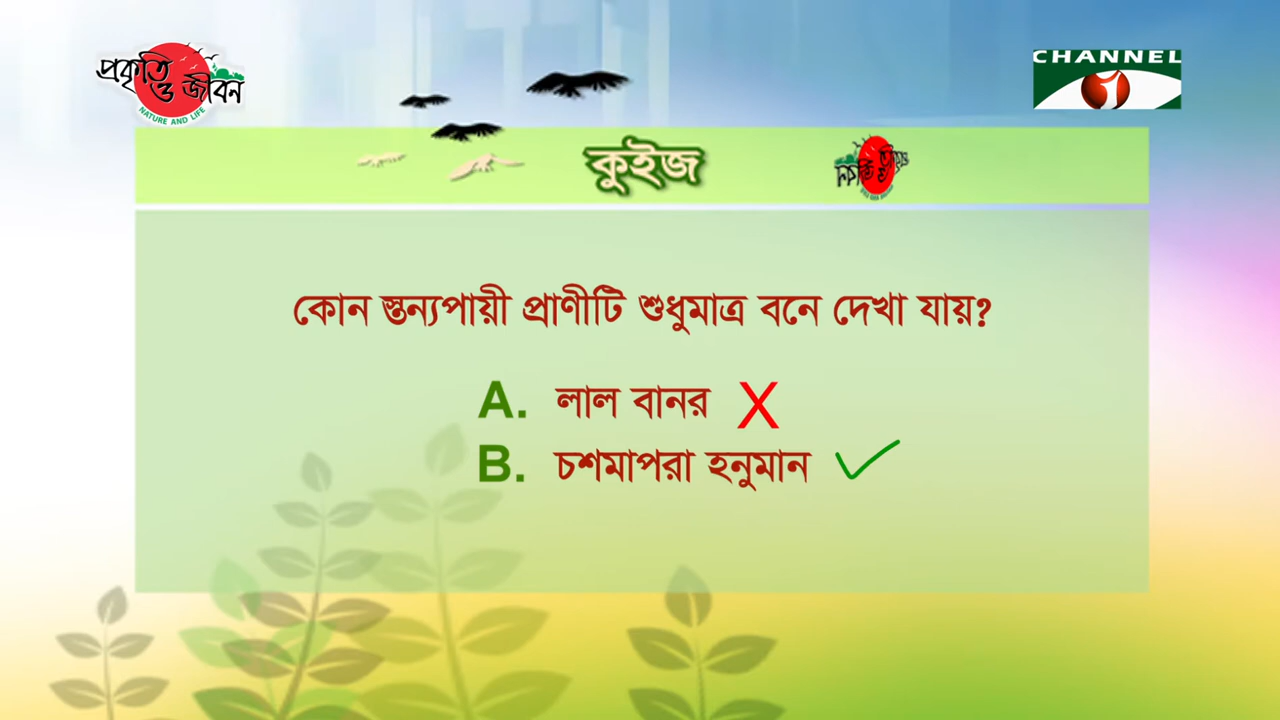 প্রকৃতি
ও জীবন
NATURE AND LIFE
CHANNEL
কুইজ
কোন স্তন্যপায়ী প্রাণীটি শুধুমাত্র বনে দেখা যায়?
A. লাল বানর X
B. চশমাপরা হনুমান